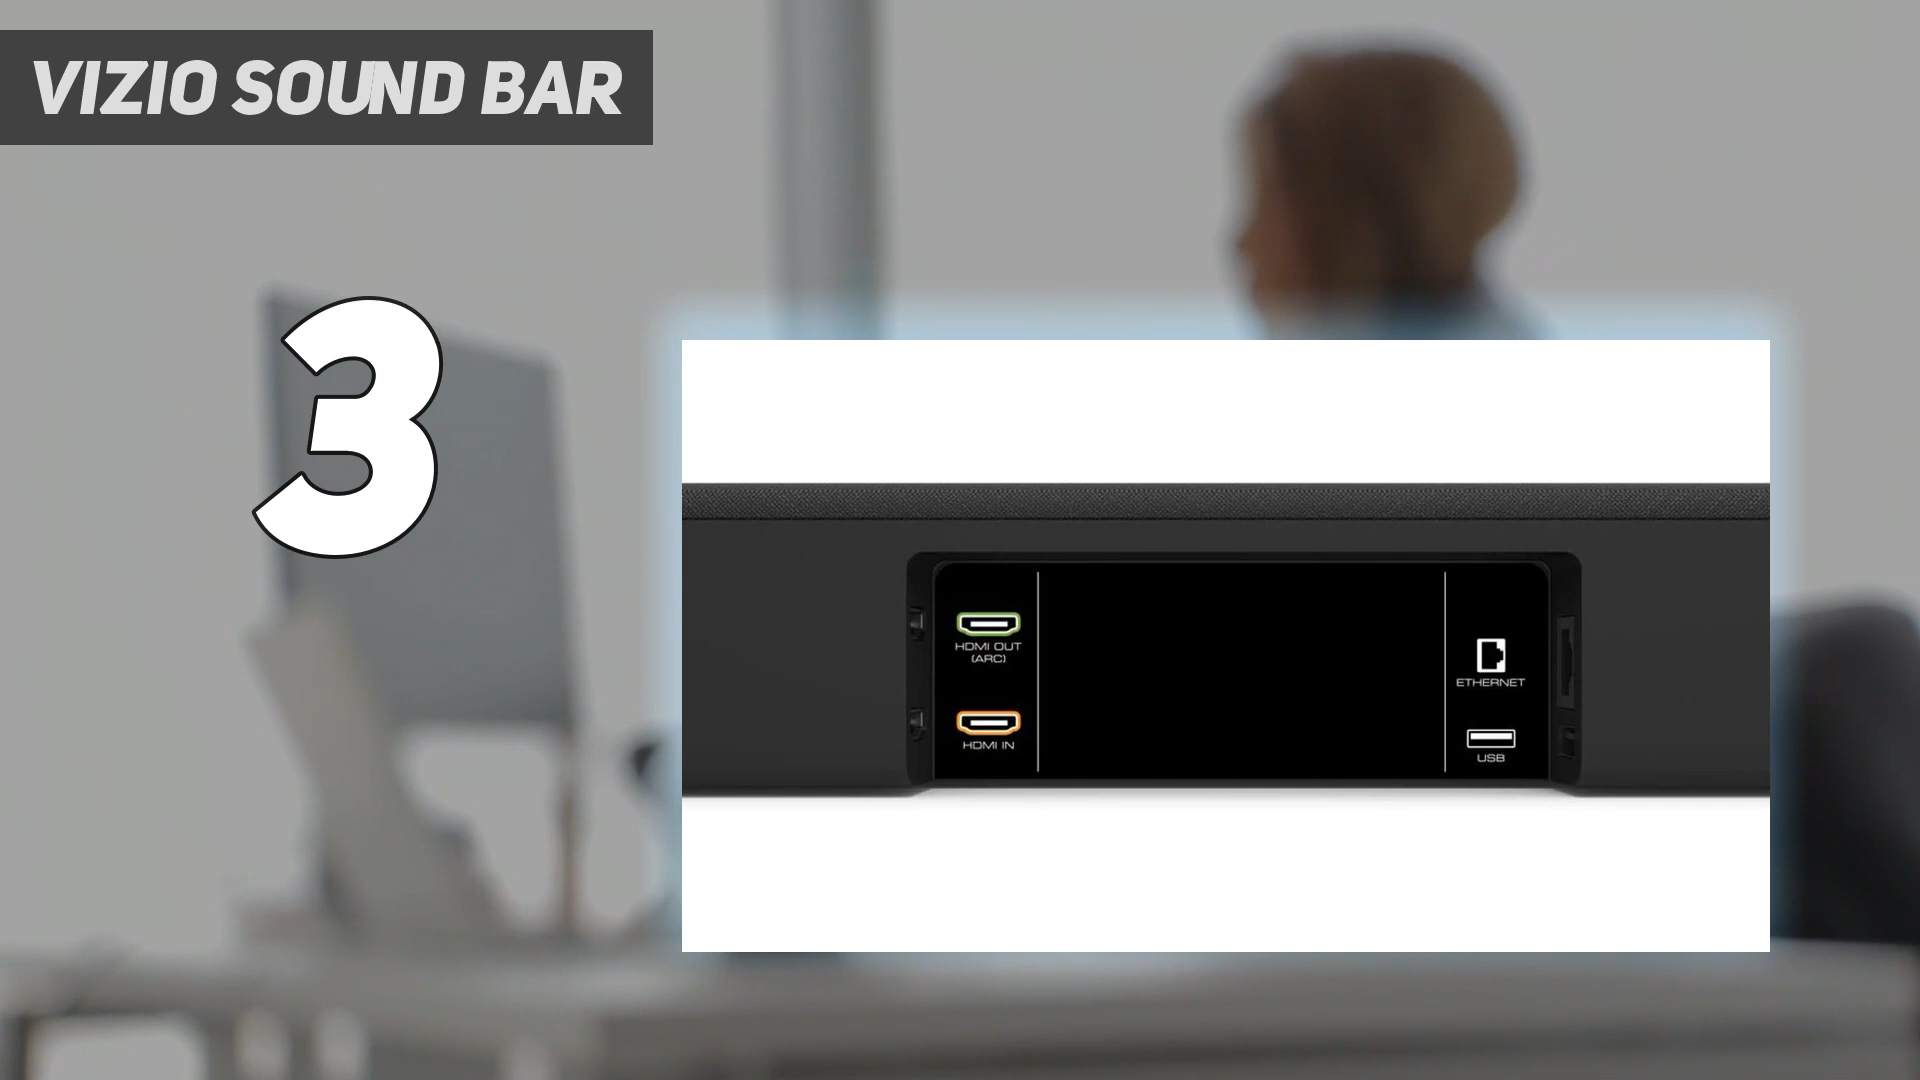 VIZIO SOUND BAR
3
HDMI OUT
(ARC)
HDMI IN
ETHERNET
USB